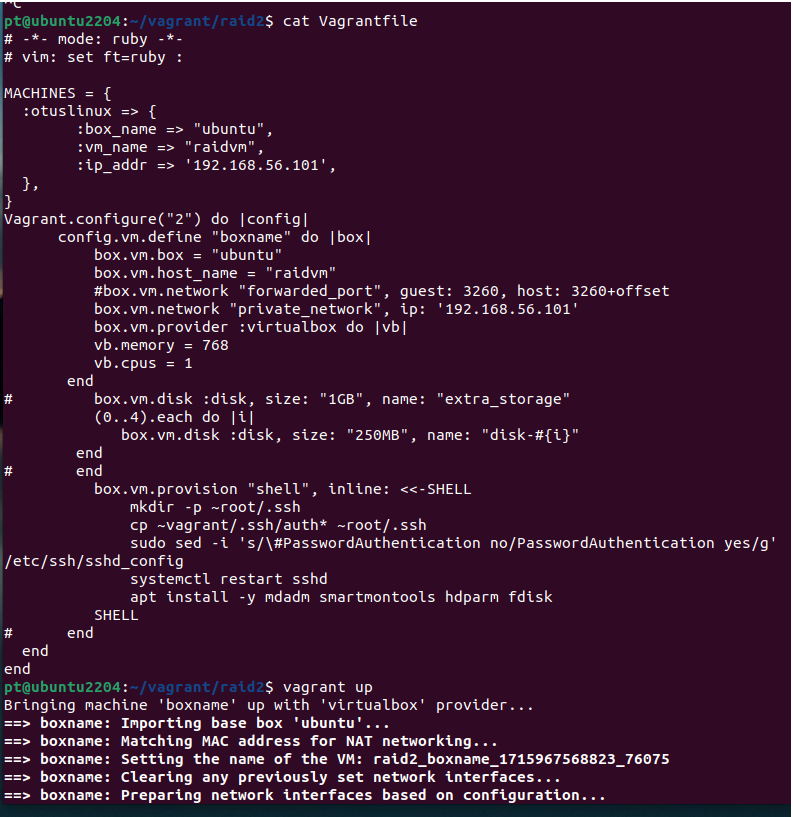 ^C
pt@ubuntu2204:~/vagrant/raid2$ cat Vagrantfile
# -*- mode: ruby -*-
# vim: set ft=ruby :

MACHINES = {
  :otuslinux => {
        :box_name => "ubuntu",
        :vm_name => "raidvm",
        :ip_addr => '192.168.56.101',
  },
}
Vagrant.configure("2") do |config|
      config.vm.define "boxname" do |box|
          box.vm.box = "ubuntu"
          box.vm.host_name = "raidvm"
          #box.vm.network "forwarded_port", guest: 3260, host: 3260+offset
          box.vm.network "private_network", ip: '192.168.56.101'
          box.vm.provider :virtualbox do |vb|
          vb.memory = 768
          vb.cpus = 1
       end
#         box.vm.disk :disk, size: "1GB", name: "extra_storage"
          (0..4).each do |i|
             box.vm.disk :disk, size: "250MB", name: "disk-#{i}"
        end
#       end
          box.vm.provision "shell", inline: <<-SHELL
              mkdir -p ~root/.ssh
              cp ~vagrant/.ssh/auth* ~root/.ssh
              sudo sed -i 's/\#PasswordAuthentication no/PasswordAuthentication yes/g'
/etc/ssh/sshd_config
              systemctl restart sshd
              apt install -y mdadm smartmontools hdparm fdisk
          SHELL
#      end
  end
end
pt@ubuntu2204:~/vagrant/raid2$ vagrant up
Bringing machine 'boxname' up with 'virtualbox' provider...
==> boxname: Importing base box 'ubuntu'...
==> boxname: Matching MAC address for NAT networking...
==> boxname: Setting the name of the VM: raid2_boxname_1715967568823_76075
==> boxname: Clearing any previously set network interfaces...
==> boxname: Preparing network interfaces based on configuration...